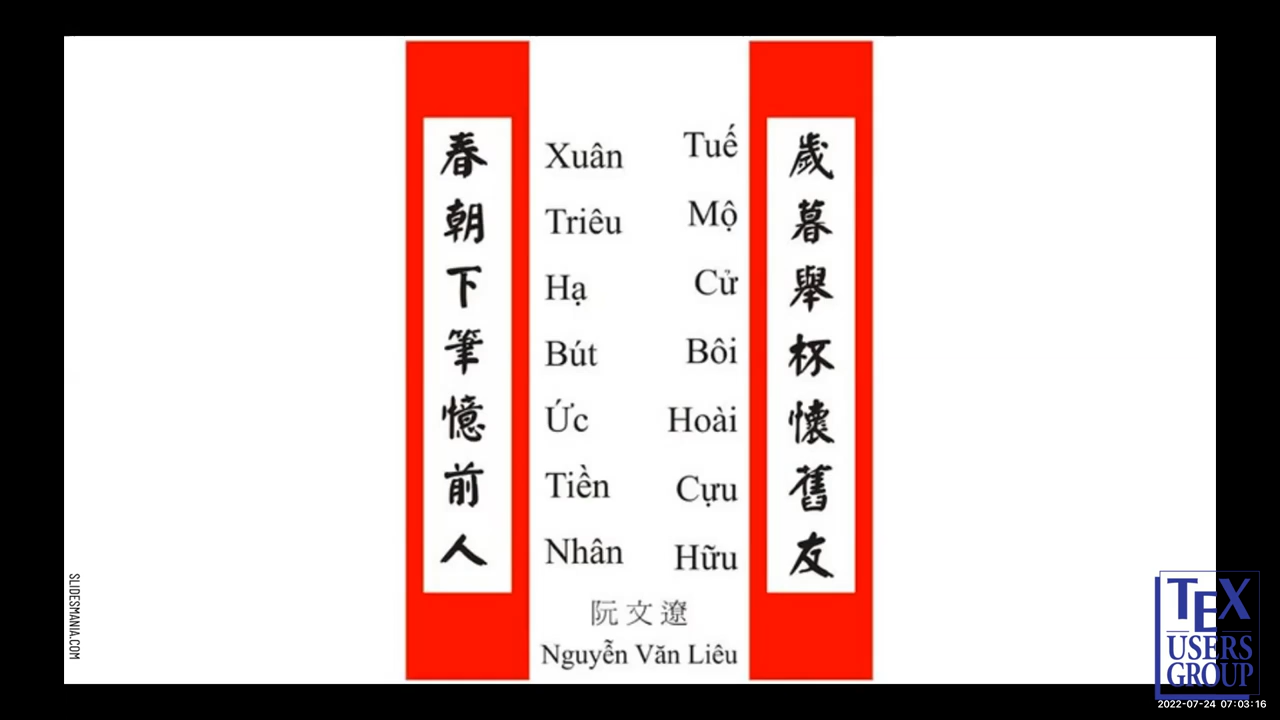 歲暮舉杯懷舊友
Tuế
Mộ
Cử
Bôi
Hoài
Cựu
Hữu
春朝下筆憶前人
Xuân
Triêu
Hạ
Bút
Ức
Tiền
Nhân
阮文遼
Nguyễn Văn Liêu
SLIDESMANIA.COM
TEX
USERS
GROUP
2022-07-24 07:03:16